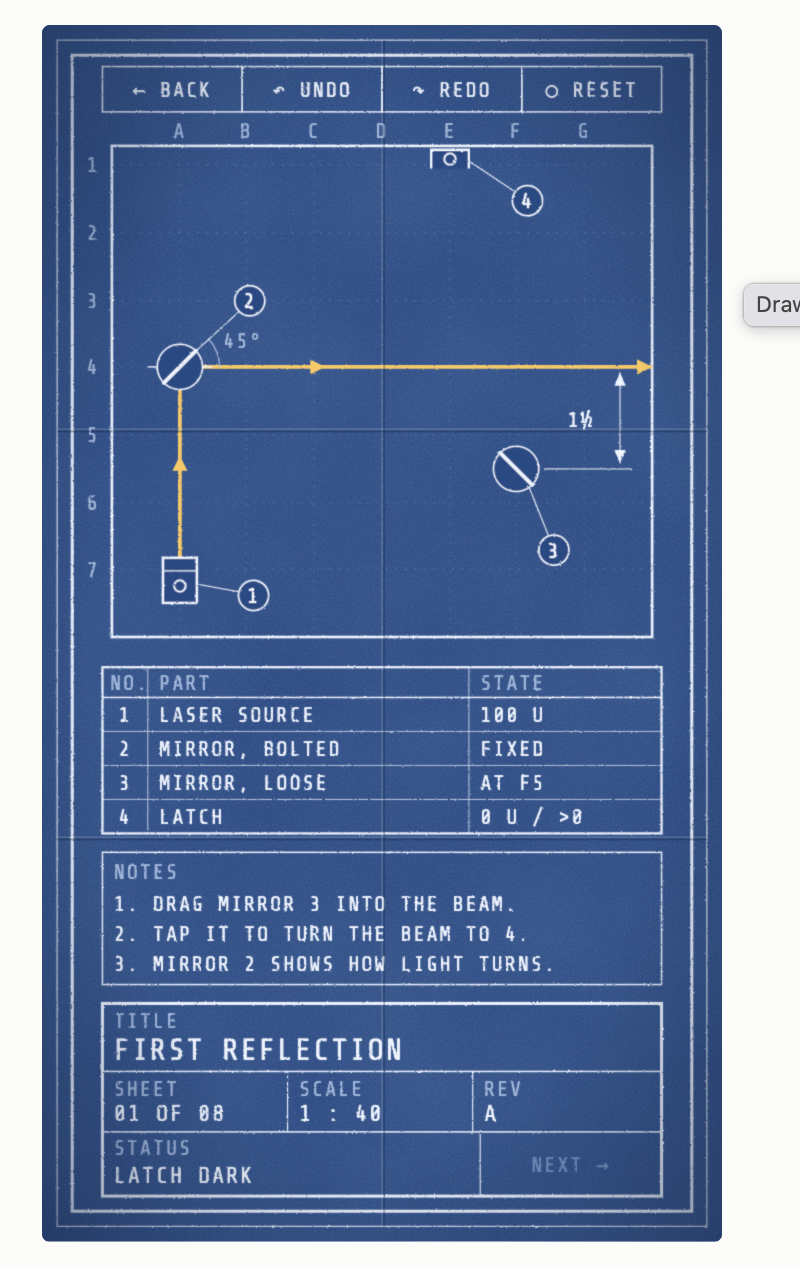 ← BACK ↶ UNDO ↷ REDO ○ RESET
A B C D E F G
1
4
2
3
2
45°
4
1½
5
6
3
7
1
NO. PART STATE
1 LASER SOURCE 100 U
2 MIRROR, BOLTED FIXED
3 MIRROR, LOOSE AT F5
4 LATCH 0 U / >0
NOTES
1. DRAG MIRROR 3 INTO THE BEAM.
2. TAP IT TO TURN THE BEAM TO 4.
3. MIRROR 2 SHOWS HOW LIGHT TURNS.
TITLE
FIRST REFLECTION
SHEET SCALE REV
01 OF 08 1 : 40 A
STATUS
LATCH DARK
NEXT →